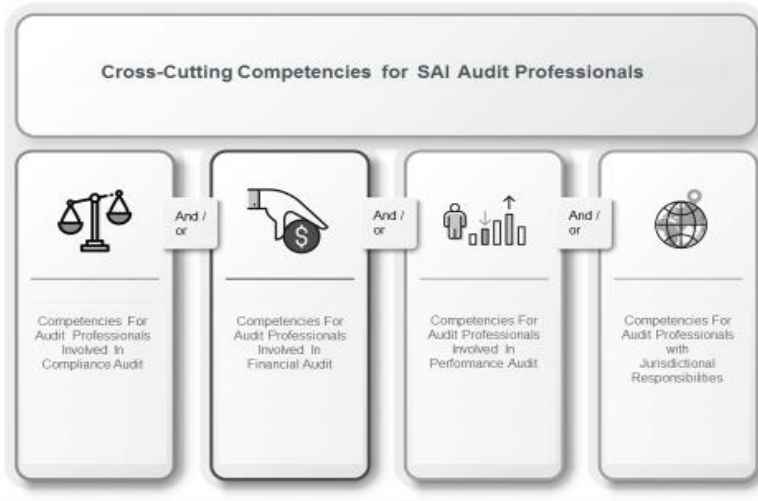 Cross-Cutting Competencies for SAI Audit Professionals
And /
or
And /
or
And /
or
$
Competencies For
Audit Professionals
Involved In
Compliance Audit
Competencies For
Audit Professionals
Involved In
Financial Audit
Competencies For
Audit Professionals
Involved In
Performance Audit
Competencies For
Audit Professionals
with
Jurisdictional
Responsibilities